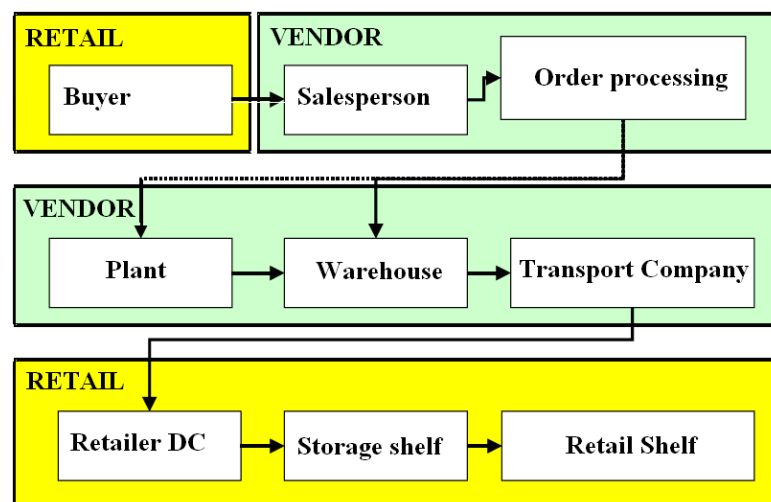 RETAIL
Buyer
VENDOR
Salesperson
Order processing
VENDOR
Plant
Warehouse
Transport Company
RETAIL
Retailer DC
Storage shelf
Retail Shelf